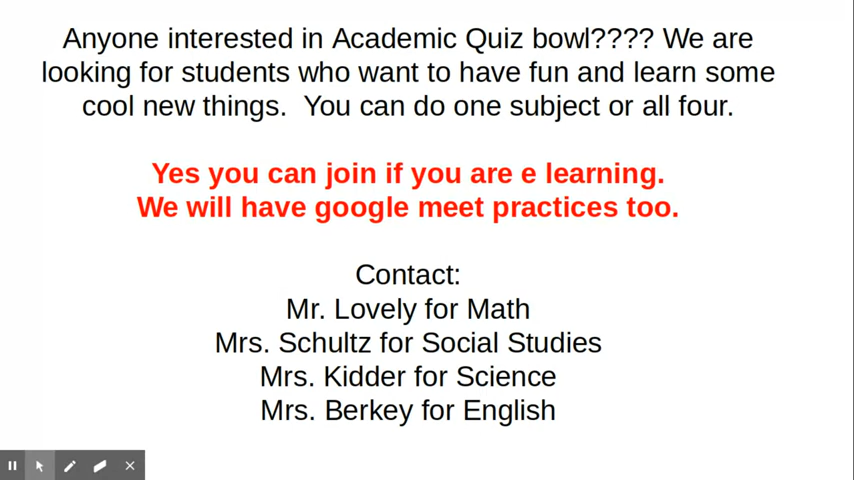 Anyone interested in Academic Quiz bowl???? We are
looking for students who want to have fun and learn some
cool new things.  You can do one subject or all four.
Yes you can join if you are e learning.
We will have google meet practices too.
Contact:
Mr. Lovely for Math
Mrs. Schultz for Social Studies
Mrs. Kidder for Science
Mrs. Berkey for English